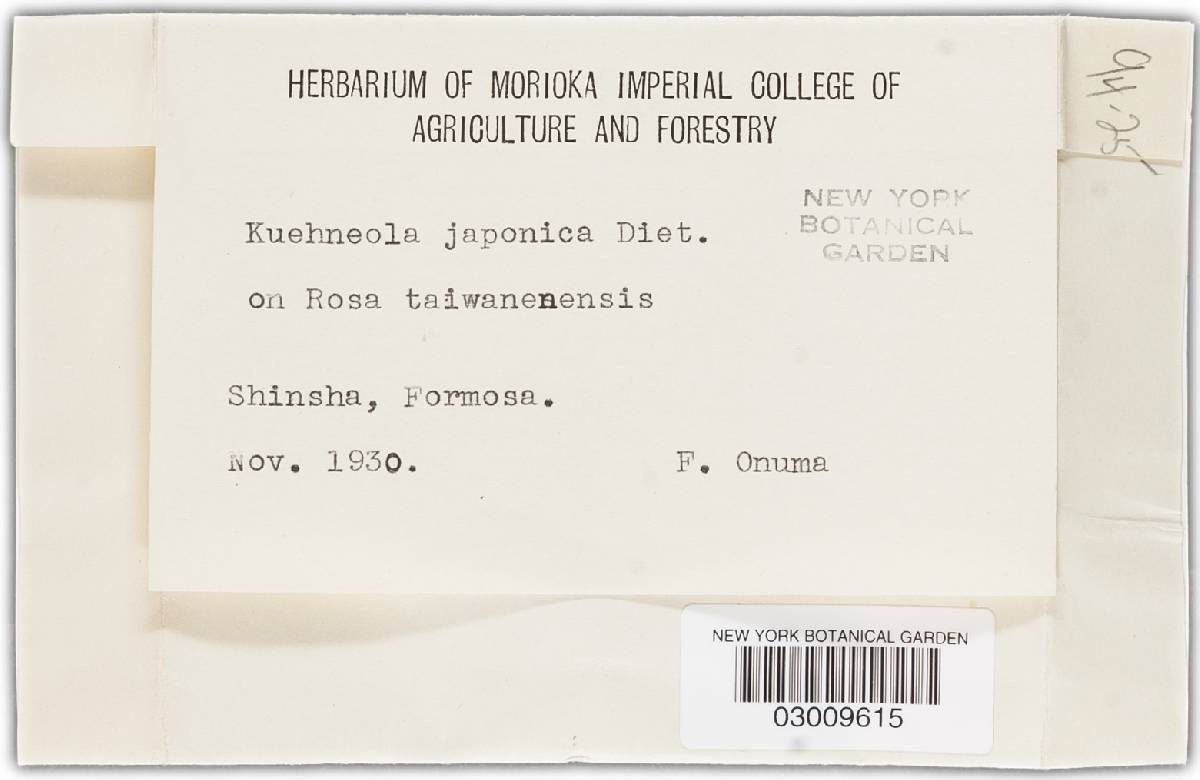 HERBARIUM OF MORIOKA IMPERIAL COLLEGE OF
AGRICULTURE AND FORESTRY
NEW YORK
BOTANICAL
GARDEN
Kuehneola japonica Diet.
on Rosa taiwanenensis
Shinsha, Formosa.
Nov. 1930. F. Onuma
NEW YORK BOTANICAL GARDEN
03009615